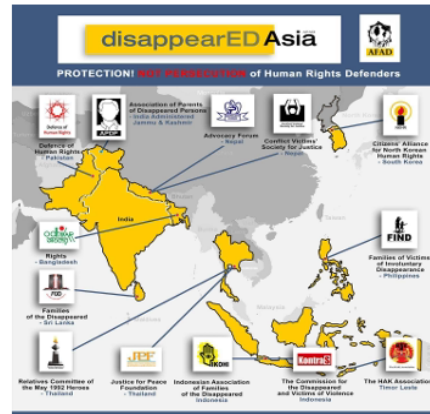 disappearED Asia
AFAD
PROTECTION! NOT PERSECUTION of Human Rights Defenders
Defence of
Human Rights
- Pakistan
APDP
Association of Parents
of Disappeared Persons
- India Administered
Jammu & Kashmir
Advocacy Forum
- Nepal
Conflict Victims'
Society for Justice
- Nepal
Citizens' Alliance
for North Korean
Human Rights
- South Korea
India
Taiwan
Rights
- Bangladesh
FIND
Families of Victims
of Involuntary
Disappearance
- Philippines
FOD
Families
of the Disappeared
- Sri Lanka
Malaysia
Relatives Committee of
the May 1992 Heroes
- Thailand
JPF
Justice for Peace
Foundation
- Thailand
IKOHI
Indonesian Association
of Families
of the Disappeared
Indonesia
KontraS
The Commission for
the Disappeared
and Victims of Violence
Indonesia
The HAK Association
Timor Leste